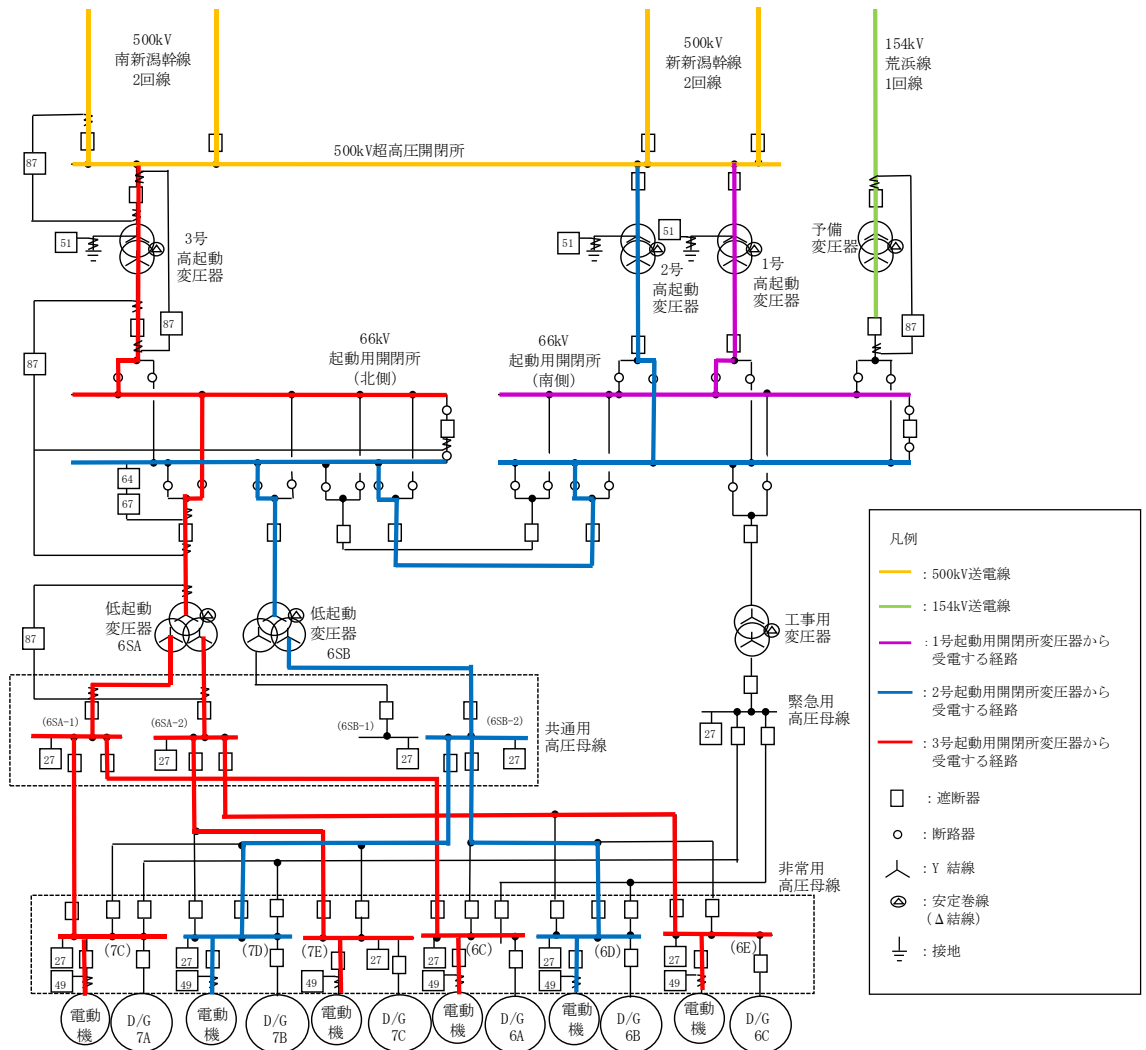 500kV
南新潟幹線
2回線
500kV
新新潟幹線
2回線
154kV
荒浜線
1回線
87
500kV超高圧開閉所
51
3号
高起動
変圧器
87
51
2号
高起動
変圧器
51
1号
高起動
変圧器
予備
変圧器
87
87
66kV
起動用開閉所
(北側)
66kV
起動用開閉所
(南側)
64
67
87
低起動
変圧器
6SA
低起動
変圧器
6SB
工事用
変圧器
緊急用
高圧母線
27
(6SA-1)
(6SA-2)
(6SB-1)
(6SB-2)
共通用
高圧母線
27
27
27
27
非常用
高圧母線
(7C)
(7D)
(7E)
(6C)
(6D)
(6E)
27
27
27
27
27
27
49
49
49
49
49
49
電動機
D/G
7A
電動
機
D/G
7B
電動
機
D/G
7C
電動
機
D/G
6A
電動
機
D/G
6B
電動
機
D/G
6C
凡例
：500kV送電線
：154kV送電線
：1号起動用開閉所変圧器から
受電する経路
：2号起動用開閉所変圧器から
受電する経路
：3号起動用開閉所変圧器から
受電する経路
：遮断器
：断路器
：Y 結線
：安定巻線
(Δ結線)
：接地